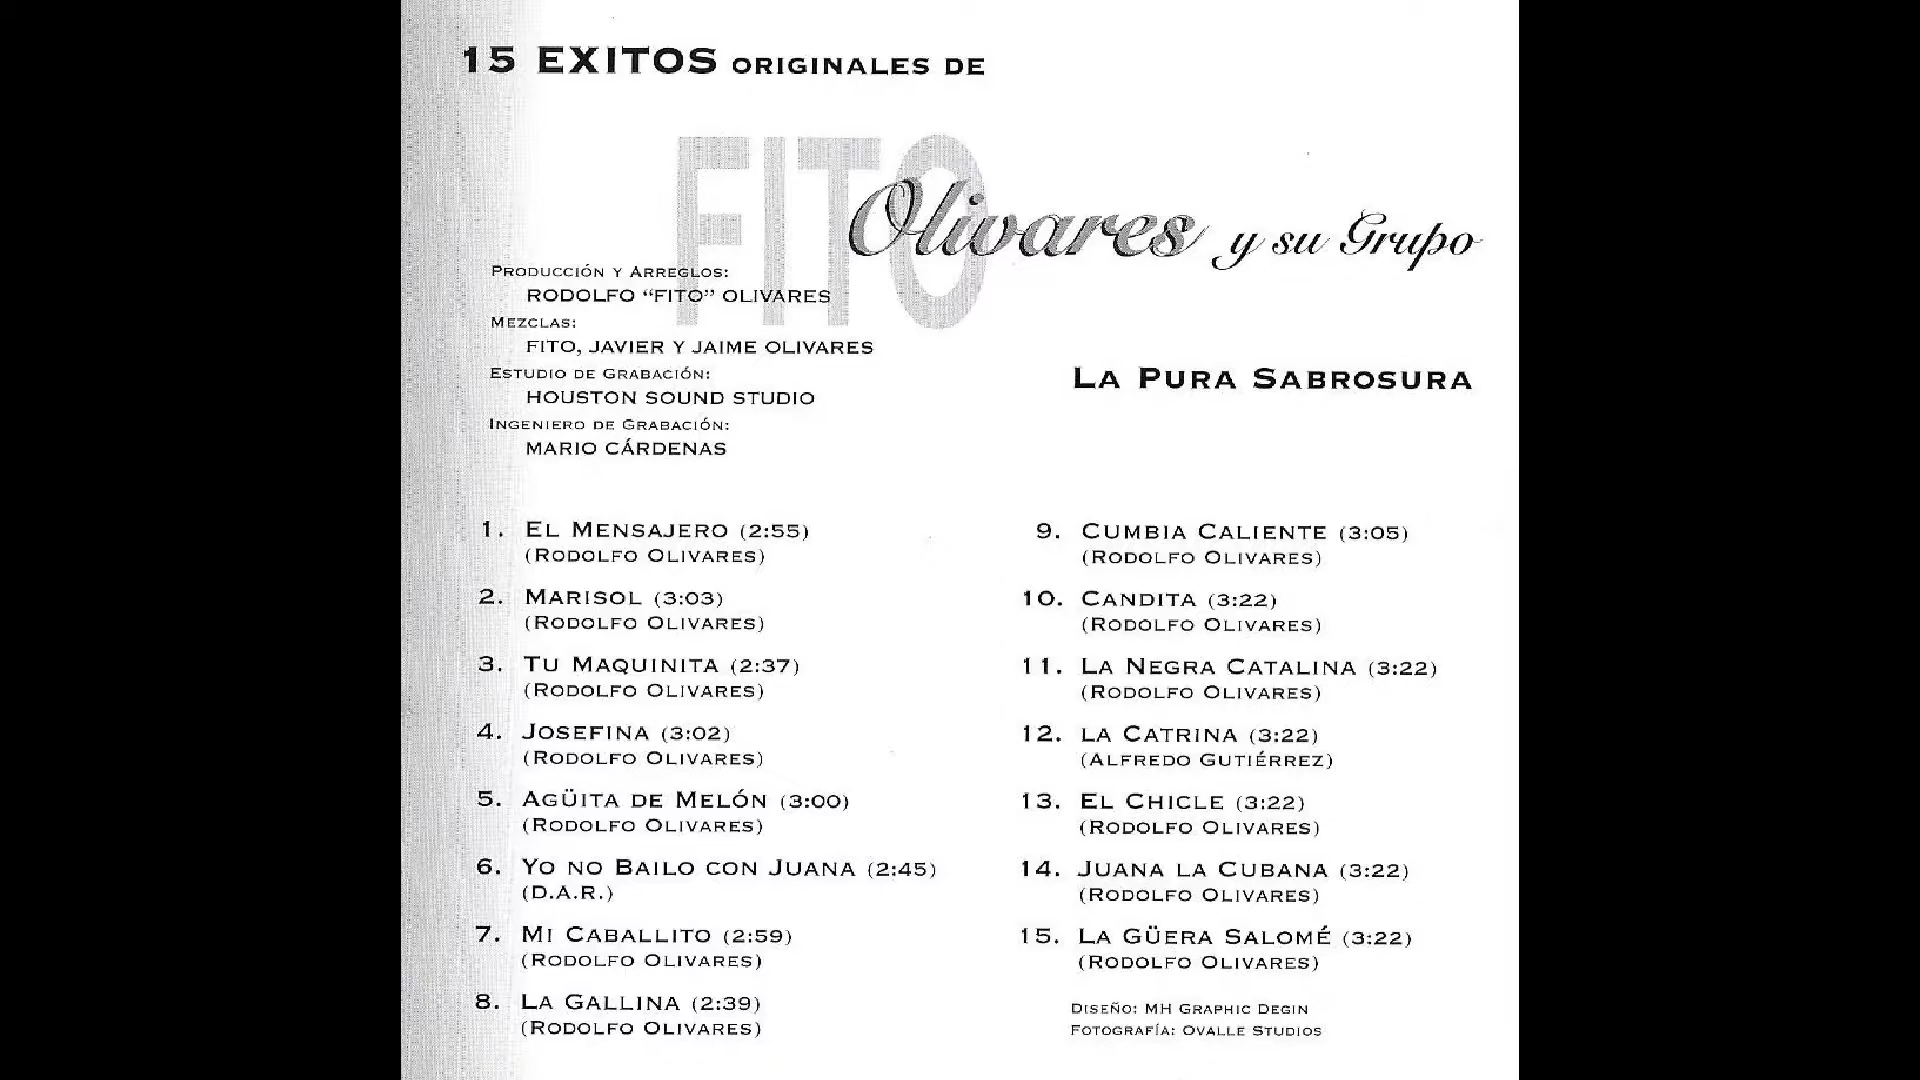 15 EXITOS ORIGINALES DE
FITO
Olivares y su Grupo
PRODUCCIÓN Y ARREGLOS:
RODOLFO “FITO” OLIVARES
MEZCLAS:
FITO, JAVIER Y JAIME OLIVARES
ESTUDIO DE GRABACIÓN:
HOUSTON SOUND STUDIO
INGENIERO DE GRABACIÓN:
MARIO CÁRDENAS
LA PURA SABROSURA
1. EL MENSAJERO (2:55)
(RODOLFO OLIVARES)
2. MARISOL (3:03)
(RODOLFO OLIVARES)
3. TU MAQUINITA (2:37)
(RODOLFO OLIVARES)
4. JOSEFINA (3:02)
(RODOLFO OLIVARES)
5. AGÜITA DE MELÓN (3:00)
(RODOLFO OLIVARES)
6. YO NO BAILO CON JUANA (2:45)
(D.A.R.)
7. MI CABALLITO (2:59)
(RODOLFO OLIVARES)
8. LA GALLINA (2:39)
(RODOLFO OLIVARES)
9. CUMBIA CALIENTE (3:05)
(RODOLFO OLIVARES)
10. CANDITA (3:22)
(RODOLFO OLIVARES)
11. LA NEGRA CATALINA (3:22)
(RODOLFO OLIVARES)
12. LA CATRINA (3:22)
(ALFREDO GUTIÉRREZ)
13. EL CHICLE (3:22)
(RODOLFO OLIVARES)
14. JUANA LA CUBANA (3:22)
(RODOLFO OLIVARES)
15. LA GÜERA SALOMÉ (3:22)
(RODOLFO OLIVARES)
DISEÑO: MH GRAPHIC DEGIN
FOTOGRAFÍA: OVALLE STUDIOS